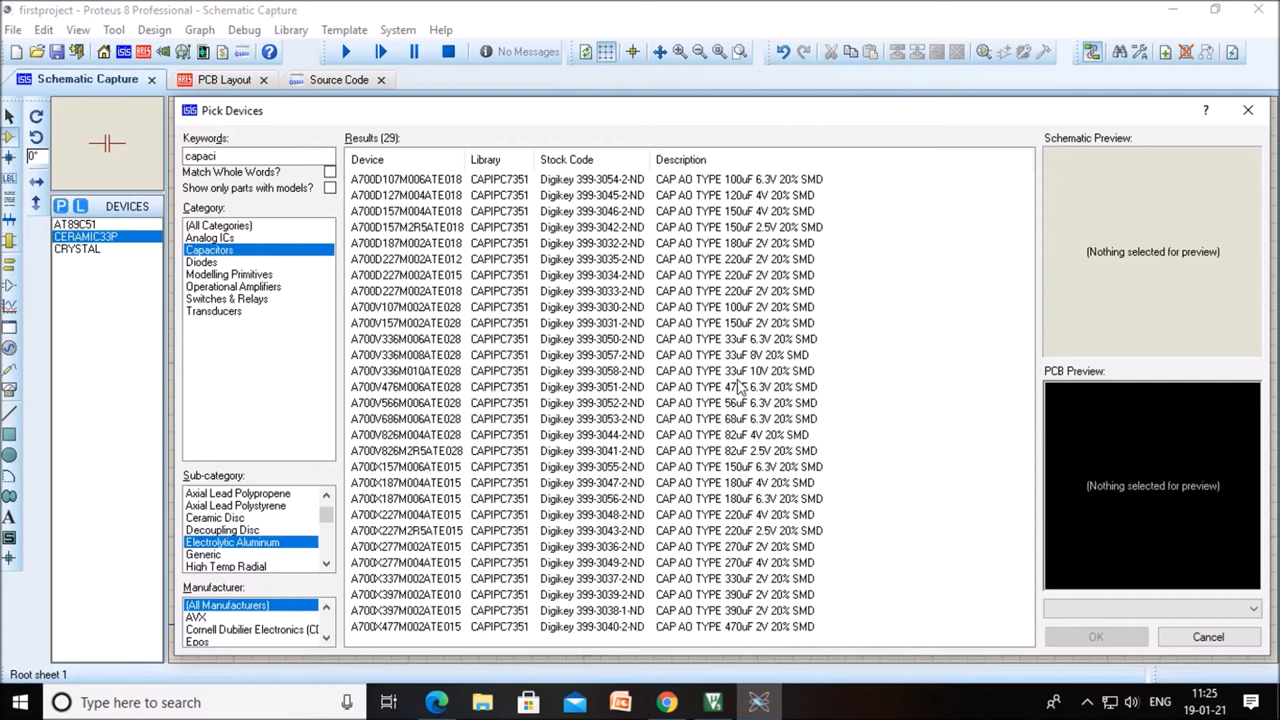 firstproject - Proteus 8 Professional - Schematic Capture
File Edit View Tool Design Graph Debug Library Template System Help
No Messages
Schematic Capture PCB Layout Source Code
Pick Devices
Keywords:
capaci
Match Whole Words?
Show only parts with models?
Category:
(All Categories)
Analog ICs
Capacitors
Diodes
Modelling Primitives
Operational Amplifiers
Switches & Relays
Transducers
Sub-category:
Axial Lead Polypropene
Axial Lead Polystyrene
Ceramic Disc
Decoupling Disc
Electrolytic Aluminum
Generic
High Temp Radial
Manufacturer:
(All Manufacturers)
AVX
Cornell Dubilier Electronics (CD
Epos
0°
P L DEVICES
AT89C51
CERAMIC33P
CRYSTAL
LBL
Results (29):
Device Library Stock Code Description
A700D107M006ATE018 CAPIPC7351 Digikey 399-3054-2-ND CAP AO TYPE 100uF 6.3V 20% SMD
A700D127M004ATE018 CAPIPC7351 Digikey 399-3045-2-ND CAP AO TYPE 120uF 4V 20% SMD
A700D157M004ATE018 CAPIPC7351 Digikey 399-3046-2-ND CAP AO TYPE 150uF 4V 20% SMD
A700D157M2R5ATE018 CAPIPC7351 Digikey 399-3042-2-ND CAP AO TYPE 150uF 2.5V 20% SMD
A700D187M002ATE018 CAPIPC7351 Digikey 399-3032-2-ND CAP AO TYPE 180uF 2V 20% SMD
A700D227M002ATE012 CAPIPC7351 Digikey 399-3035-2-ND CAP AO TYPE 220uF 2V 20% SMD
A700D227M002ATE015 CAPIPC7351 Digikey 399-3034-2-ND CAP AO TYPE 220uF 2V 20% SMD
A700D227M002ATE018 CAPIPC7351 Digikey 399-3033-2-ND CAP AO TYPE 220uF 2V 20% SMD
A700V107M002ATE028 CAPIPC7351 Digikey 399-3030-2-ND CAP AO TYPE 100uF 2V 20% SMD
A700V157M002ATE028 CAPIPC7351 Digikey 399-3031-2-ND CAP AO TYPE 150uF 2V 20% SMD
A700V336M006ATE028 CAPIPC7351 Digikey 399-3050-2-ND CAP AO TYPE 33uF 6.3V 20% SMD
A700V336M008ATE028 CAPIPC7351 Digikey 399-3057-2-ND CAP AO TYPE 33uF 8V 20% SMD
A700V336M010ATE028 CAPIPC7351 Digikey 399-3058-2-ND CAP AO TYPE 33uF 10V 20% SMD
A700V476M006ATE028 CAPIPC7351 Digikey 399-3051-2-ND CAP AO TYPE 6.3V 20% SMD
A700V566M006ATE028 CAPIPC7351 Digikey 399-3052-2-ND CAP AO TYPE 56uF 6.3V 20% SMD
A700V686M006ATE028 CAPIPC7351 Digikey 399-3053-2-ND CAP AO TYPE 68uF 6.3V 20% SMD
A700V826M004ATE028 CAPIPC7351 Digikey 399-3044-2-ND CAP AO TYPE 82uF 4V 20% SMD
A700V826M2R5ATE028 CAPIPC7351 Digikey 399-3041-2-ND CAP AO TYPE 82uF 2.5V 20% SMD
A700X157M006ATE015 CAPIPC7351 Digikey 399-3055-2-ND CAP AO TYPE 150uF 6.3V 20% SMD
A700X187M004ATE015 CAPIPC7351 Digikey 399-3047-2-ND CAP AO TYPE 180uF 4V 20% SMD
A700X187M006ATE015 CAPIPC7351 Digikey 399-3056-2-ND CAP AO TYPE 180uF 6.3V 20% SMD
A700X227M004ATE015 CAPIPC7351 Digikey 399-3048-2-ND CAP AO TYPE 220uF 4V 20% SMD
A700X227M2R5ATE015 CAPIPC7351 Digikey 399-3043-2-ND CAP AO TYPE 220uF 2.5V 20% SMD
A700X277M002ATE015 CAPIPC7351 Digikey 399-3036-2-ND CAP AO TYPE 270uF 2V 20% SMD
A700X277M004ATE015 CAPIPC7351 Digikey 399-3049-2-ND CAP AO TYPE 270uF 4V 20% SMD
A700X337M002ATE015 CAPIPC7351 Digikey 399-3037-2-ND CAP AO TYPE 330uF 2V 20% SMD
A700X397M002ATE010 CAPIPC7351 Digikey 399-3039-2-ND CAP AO TYPE 390uF 2V 20% SMD
A700X397M002ATE015 CAPIPC7351 Digikey 399-3038-1-ND CAP AO TYPE 390uF 2V 20% SMD
A700X477M002ATE015 CAPIPC7351 Digikey 399-3040-2-ND CAP AO TYPE 470uF 2V 20% SMD
Schematic Preview:
(Nothing selected for preview)
PCB Preview:
(Nothing selected for preview)
OK Cancel
Root sheet 1
Type here to search
ENG
11:25
19-01-21